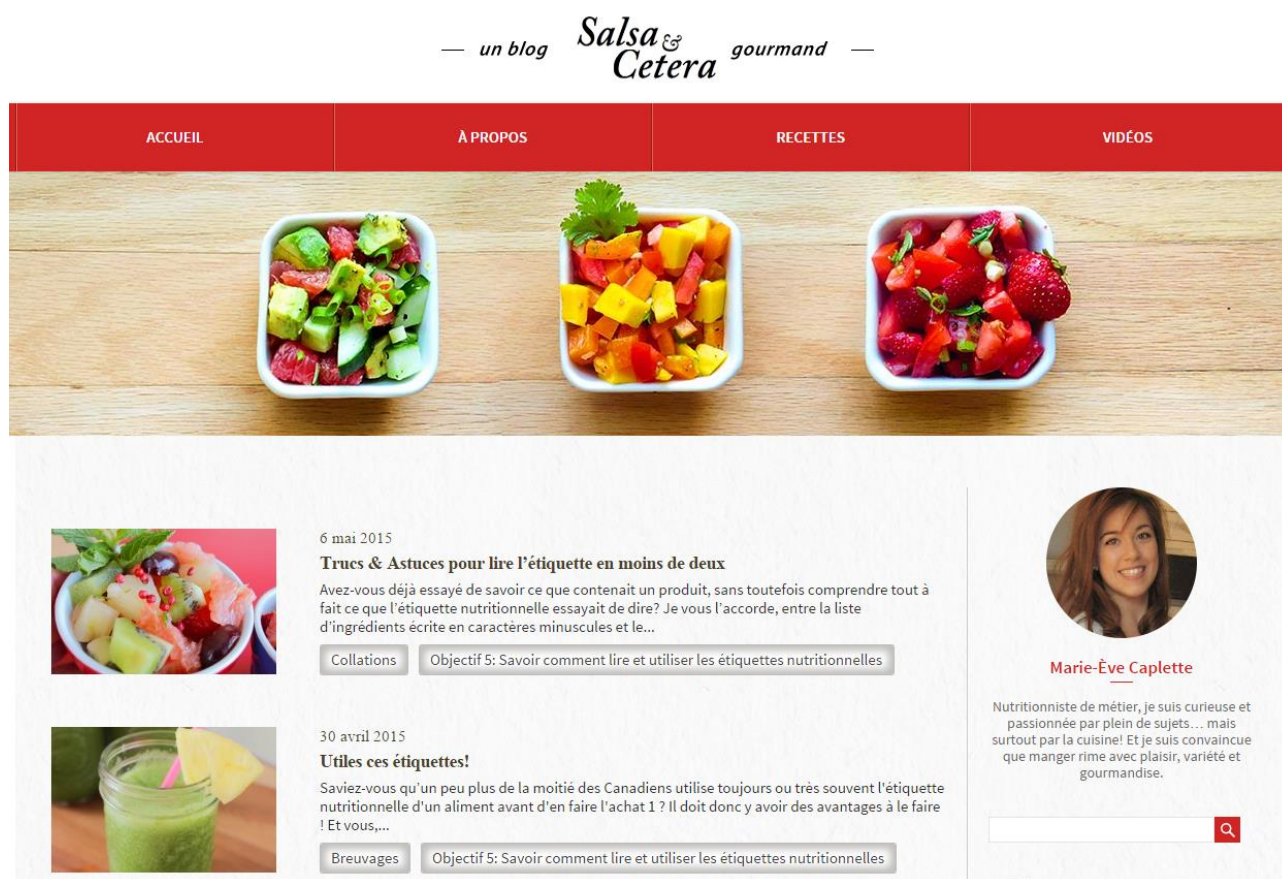 un blog Salsa & Cetera gourmand
ACCUEIL
À PROPOS
RECETTES
VIDÉOS
6 mai 2015
Trucs & Astuces pour lire l’étiquette en moins de deux
Avez-vous déjà essayé de savoir ce que contenait un produit, sans toutefois comprendre tout à
fait ce que l’étiquette nutritionnelle essayait de dire? Je vous l’accorde, entre la liste
d’ingrédients écrite en caractères minuscules et le...
Collations
Objectif 5: Savoir comment lire et utiliser les étiquettes nutritionnelles
30 avril 2015
Utiles ces étiquettes!
Saviez-vous qu’un peu plus de la moitié des Canadiens utilise toujours ou très souvent l'étiquette
nutritionnelle d'un aliment avant d'en faire l'achat 1 ? Il doit donc y avoir des avantages à le faire
! Et vous,...
Breuvages
Objectif 5: Savoir comment lire et utiliser les étiquettes nutritionnelles
Marie-Ève Caplette
Nutritionniste de métier, je suis curieuse et
passionnée par plein de sujets… mais
surtout par la cuisine! Et je suis convaincue
que manger rime avec plaisir, variété et
gourmandise.